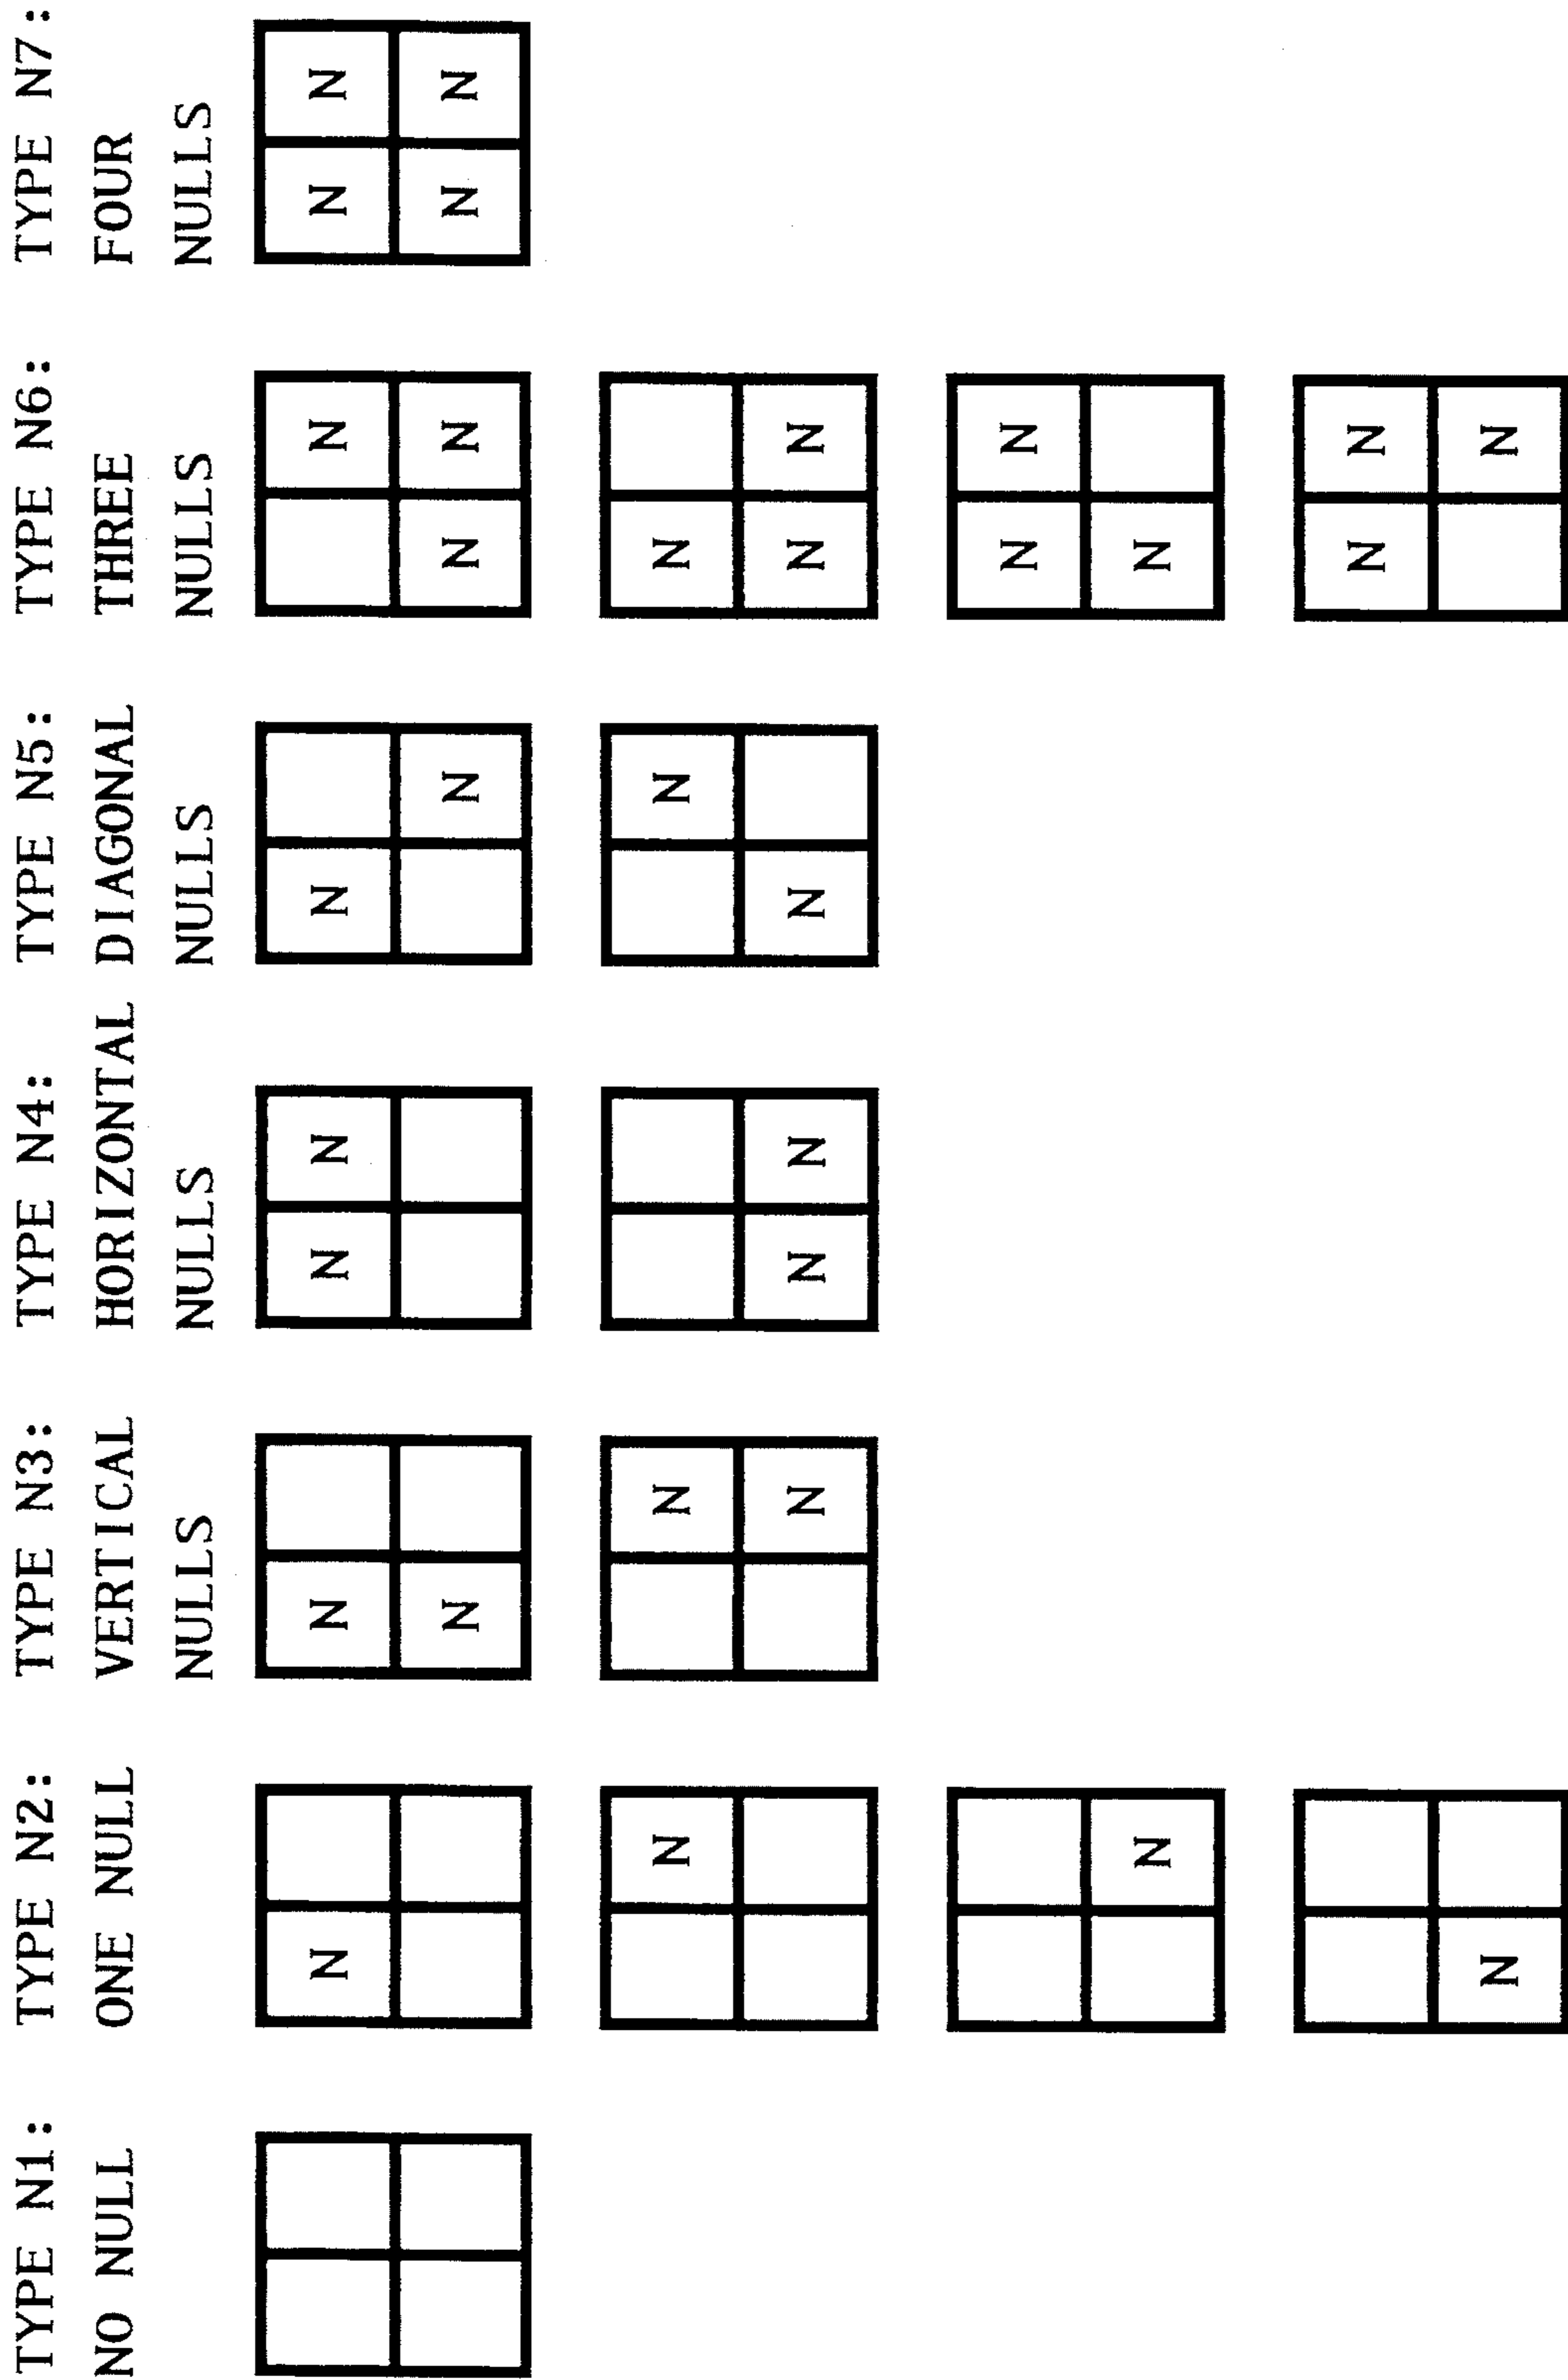 TYPE N1:
NO NULL
TYPE N2:
ONE NULL
N
N
N
N
TYPE N3:
VERTICAL
NULLS
N
N
N
N
TYPE N4:
HORIZONTAL
NULLS
N N
N N
TYPE N5:
DIAGONAL
NULLS
N
N
N
N
TYPE N6:
THREE
NULLS
N
N N
N
N N
N N
N
N N
N
TYPE N7:
FOUR
NULLS
N N
N N